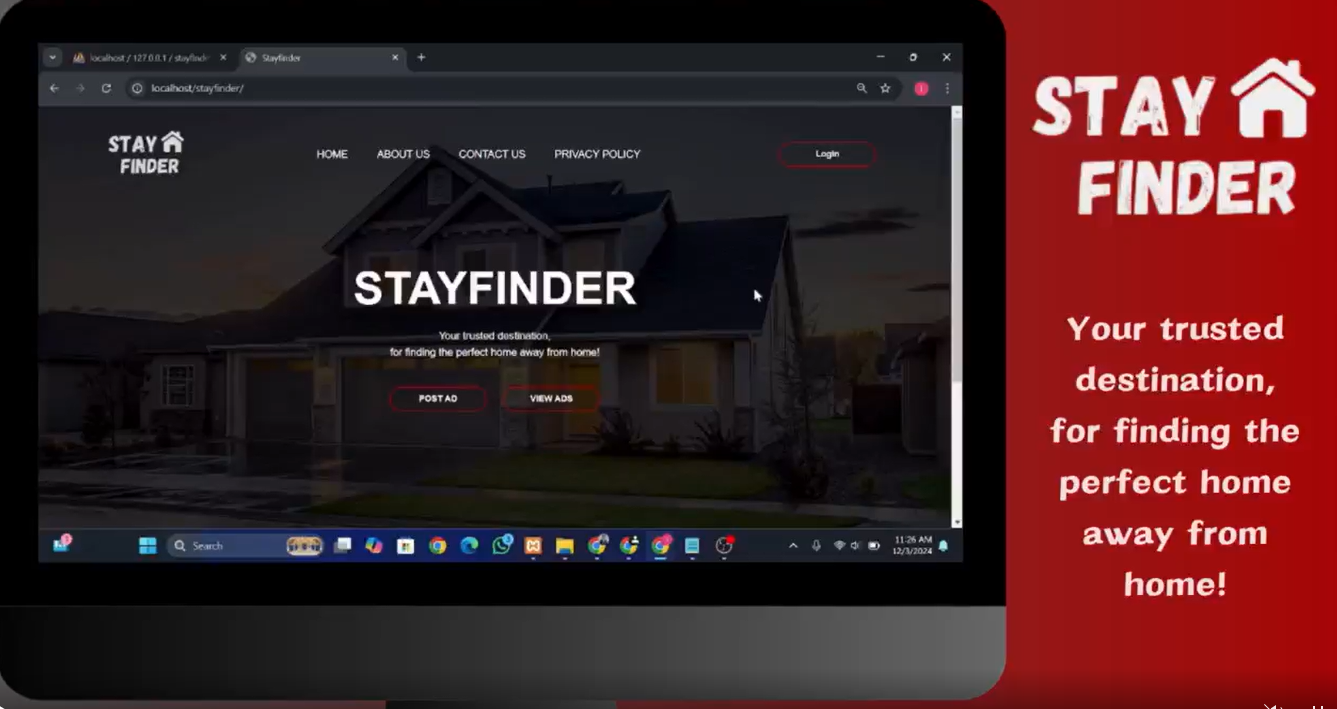 localhost / 127.0.0.1 / stayfinde
Stayfinder
localhost/stayfinder/
STAY
FINDER
HOME
ABOUT US
CONTACT US
PRIVACY POLICY
Login
STAYFINDER
Your trusted destination,
for finding the perfect home away from home!
POST AD
VIEW ADS
Search
11:26 AM
12/3/2024
STAY
FINDER
Your trusted
destination,
for finding the
perfect home
away from
home!